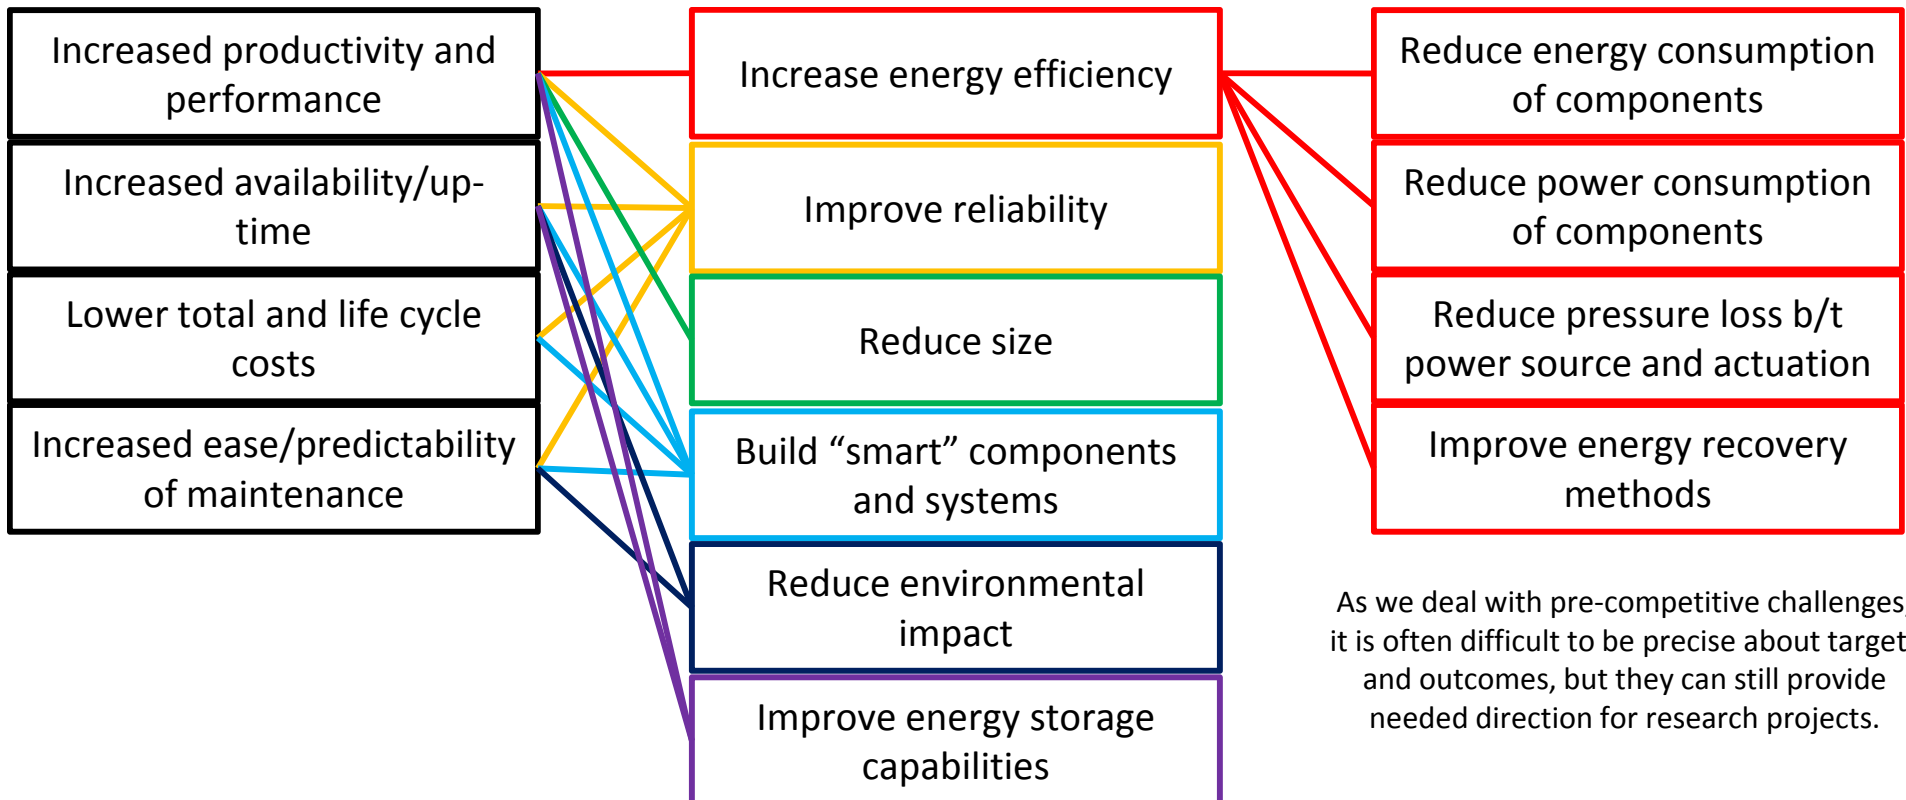 Increased productivity and
performance
Increased availability/up-
time
Lower total and life cycle
costs
Increased ease/predictability
of maintenance
Increase energy efficiency
Improve reliability
Reduce size
Build “smart” components
and systems
Reduce environmental
impact
Improve energy storage
capabilities
Reduce energy consumption
of components
Reduce power consumption
of components
Reduce pressure loss b/t
power source and actuation
Improve energy recovery
methods
As we deal with pre-competitive challenges,
it is often difficult to be precise about target
and outcomes, but they can still provide
needed direction for research projects.